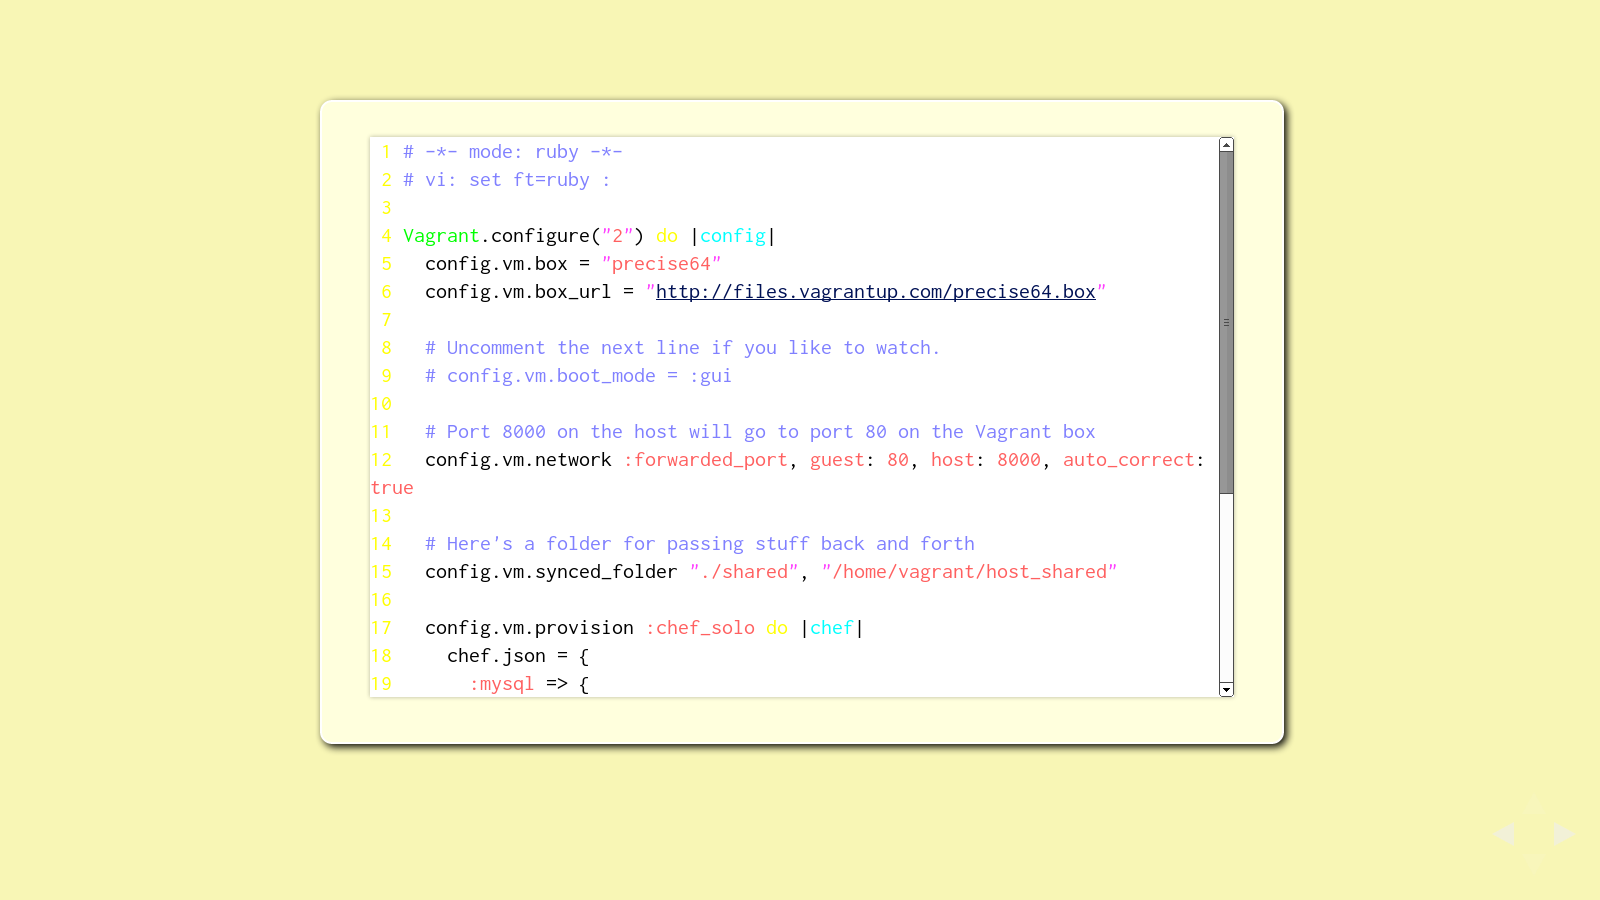 1 # -*- mode: ruby -*-
2 # vi: set ft=ruby :
3
4 Vagrant.configure("2") do |config|
5   config.vm.box = "precise64"
6   config.vm.box_url = "http://files.vagrantup.com/precise64.box"
7
8   # Uncomment the next line if you like to watch.
9   # config.vm.boot_mode = :gui
10
11   # Port 8000 on the host will go to port 80 on the Vagrant box
12   config.vm.network :forwarded_port, guest: 80, host: 8000, auto_correct:
true
13
14   # Here's a folder for passing stuff back and forth
15   config.vm.synced_folder "./shared", "/home/vagrant/host_shared"
16
17   config.vm.provision :chef_solo do |chef|
18     chef.json = {
19       :mysql => {